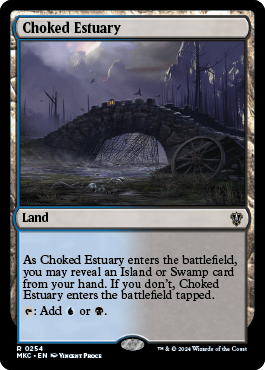 Choked Estuary
Land
As Choked Estuary enters the battlefield,
you may reveal an Island or Swamp card
from your hand. If you don't, Choked
Estuary enters the battlefield tapped.
: Add or .
R 0254
MKC • EN Vincent Proce
™ & © 2024 Wizards of the Coast